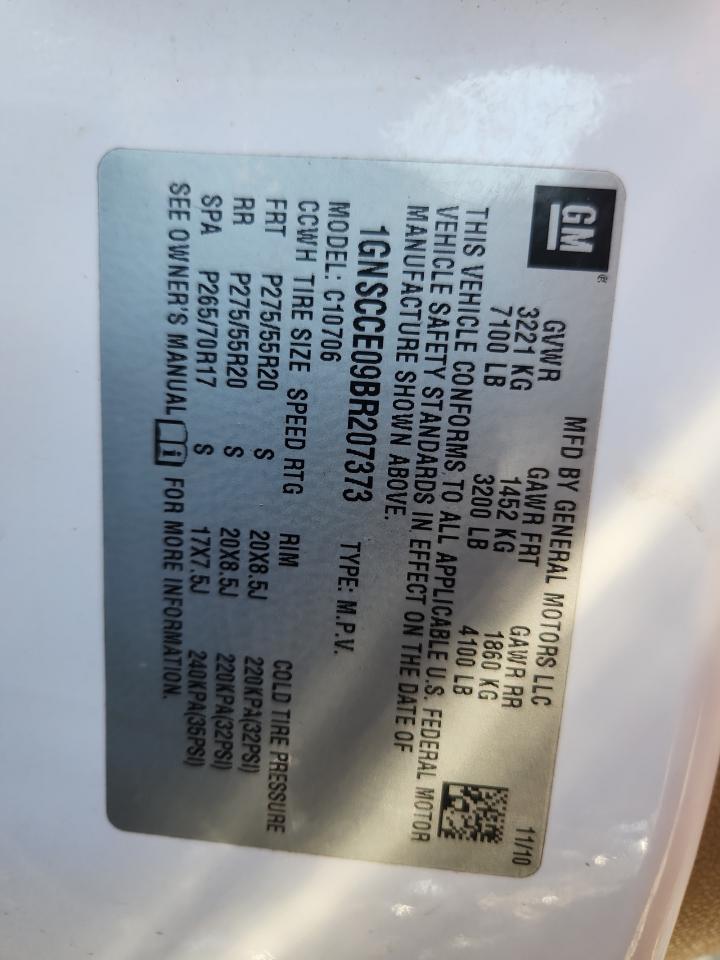 GM ®
MFD BY GENERAL MOTORS LLC 11/10
GVWR GAWR FRT GAWR RR
3221 KG 1452 KG 1860 KG
7100 LB 3200 LB 4100 LB
THIS VEHICLE CONFORMS TO ALL APPLICABLE U.S. FEDERAL MOTOR
VEHICLE SAFETY STANDARDS IN EFFECT ON THE DATE OF
MANUFACTURE SHOWN ABOVE.
1GNSCCE09BR207373 TYPE: M.P.V.
MODEL: C10706
CCWH TIRE SIZE SPEED RTG RIM COLD TIRE PRESSURE
FRT P275/55R20 S 20X8.5J 220KPA(32PSI)
RR P275/55R20 S 20X8.5J 220KPA(32PSI)
SPA P265/70R17 S 17X7.5J 240KPA(35PSI)
SEE OWNER'S MANUAL FOR MORE INFORMATION.